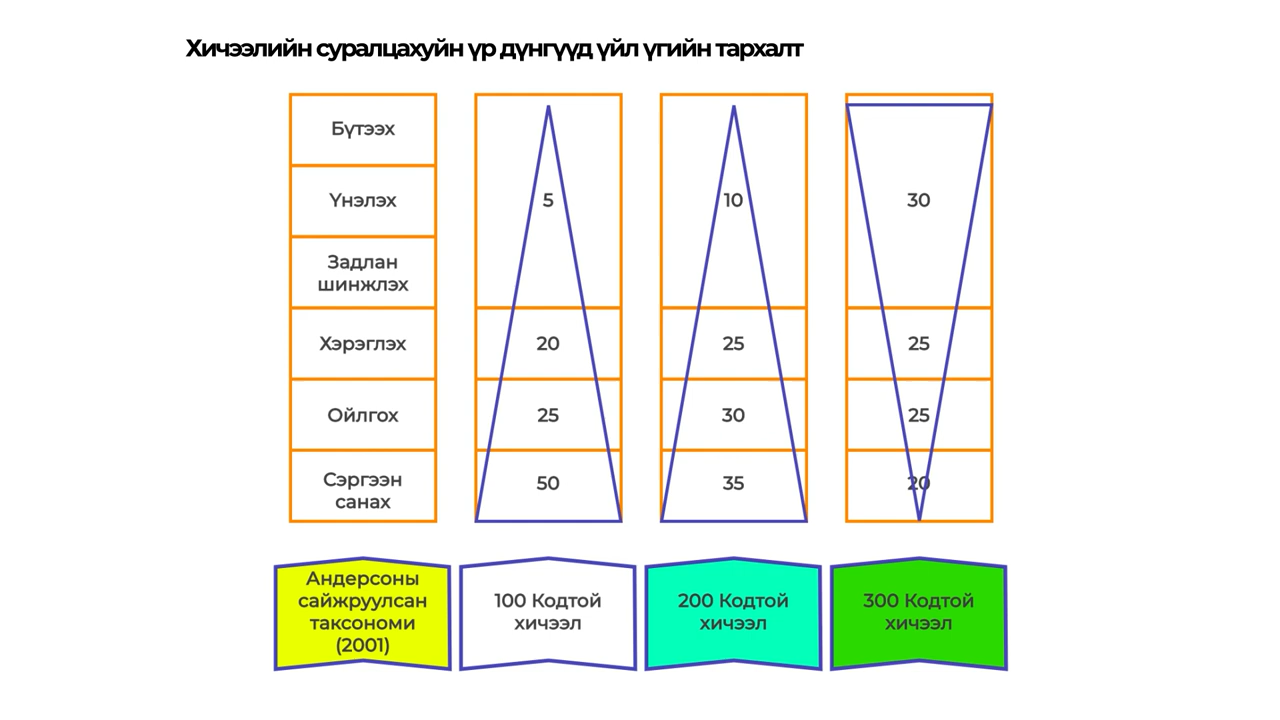 Хичээлийн суралцахуйн үр дүнгүүд үйл үгийн тархалт
Бүтээх
Үнэлэх
5
10
30
Задлан
шинжлэх
Хэрэглэх
20
25
25
Ойлгох
25
30
25
Сэргээн
санах
50
35
20
Андерсоны
сайжруулсан
таксономи
(2001)
100 Кодтой
хичээл
200 Кодтой
хичээл
300 Кодтой
хичээл